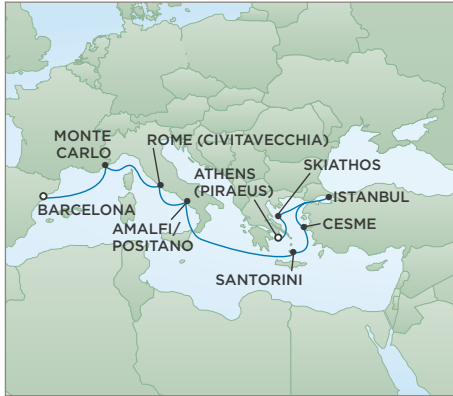 MONTE
CARLO
ROME (CIVITAVECCHIA)
ATHENS
(PIRAEUS)
SKIATHOS
ISTANBUL
BARCELONA
AMALFI/
POSITANO
CESME
SANTORINI